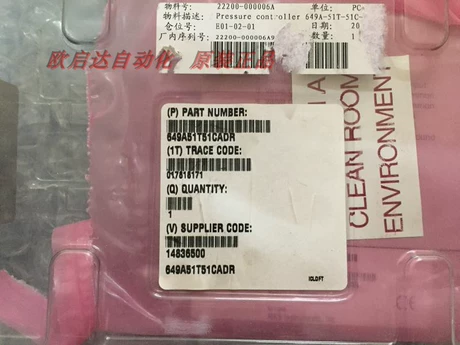 物料号: 22200-000006A 单位: PC
物料描述: Pressure controller 649A-51T-51C-
仓位号: E01-02-01 日期: 20
厂内序列号: 22200-000006A9 数量: 1
欧启达自动化 原装正品
(P) PART NUMBER:
649A51T51CADR
(1T) TRACE CODE:
017616171
(Q) QUANTITY:
1
(V) SUPPLIER CODE:
14836500
649A51T51CADR
CLEAN ROOM
ENVIRONMENT